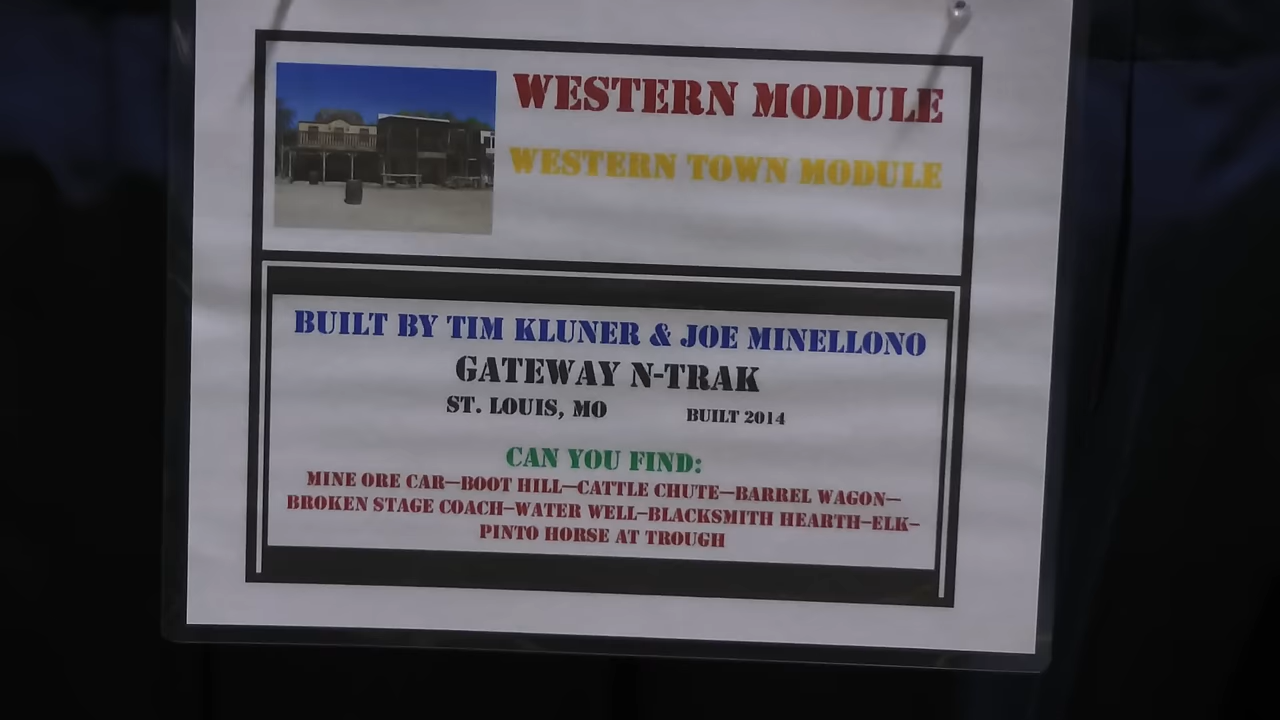 WESTERN MODULE
WESTERN TOWN MODULE
BUILT BY TIM KLUNER & JOE MINELLONO
GATEWAY N-TRAK
ST. LOUIS, MO BUILT 2014
CAN YOU FIND:
MINE ORE CAR—BOOT HILL—CATTLE CHUTE—BARREL WAGON—
BROKEN STAGE COACH—WATER WELL—BLACKSMITH HEARTH—ELK—
PINTO HORSE AT TROUGH